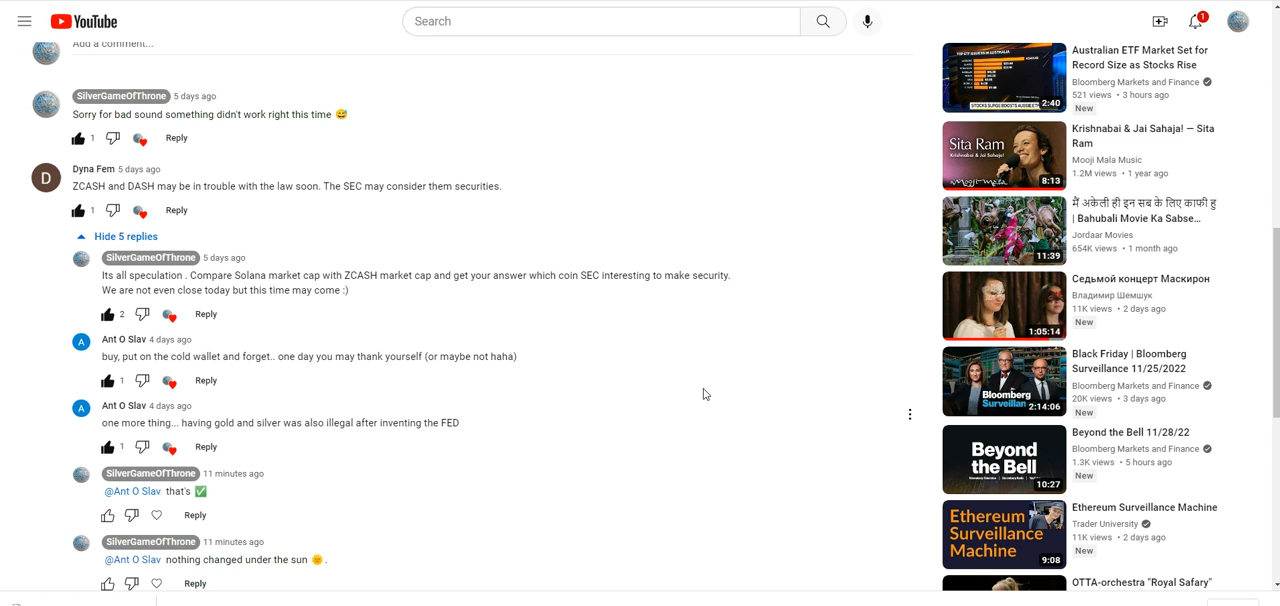 YouTube
Search
1
Add a comment...
SilverGameOfThrone 5 days ago
Sorry for bad sound something didn't work right this time 😅
1 Reply
D
Dyna Fem 5 days ago
ZCASH and DASH may be in trouble with the law soon. The SEC may consider them securities.
1 Reply
Hide 5 replies
SilverGameOfThrone 5 days ago
Its all speculation . Compare Solana market cap with ZCASH market cap and get your answer which coin SEC interesting to make security.
We are not even close today but this time may come :)
2 Reply
A
Ant O Slav 4 days ago
buy, put on the cold wallet and forget.. one day you may thank yourself (or maybe not haha)
1 Reply
A
Ant O Slav 4 days ago
one more thing... having gold and silver was also illegal after inventing the FED
1 Reply
SilverGameOfThrone 11 minutes ago
@Ant O Slav that's ✅
Reply
SilverGameOfThrone 11 minutes ago
@Ant O Slav nothing changed under the sun 🌞 .
Reply
2:40
Australian ETF Market Set for
Record Size as Stocks Rise
Bloomberg Markets and Finance
521 views • 3 hours ago
New
Sita Ram
Krishnabai & Jai Sahaja!
Mooji Mala
8:13
Krishnabai & Jai Sahaja! — Sita
Ram
Mooji Mala Music
1.2M views • 1 year ago
11:39
मैं अकेली ही इन सब के लिए काफी हु
| Bahubali Movie Ka Sabse...
Jordaar Movies
654K views • 1 month ago
1:05:14
Седьмой концерт Маскирон
Владимир Шемшук
11K views • 2 days ago
New
Bloomberg
Surveillan
2:14:06
Black Friday | Bloomberg
Surveillance 11/25/2022
Bloomberg Markets and Finance
20K views • 3 days ago
New
Beyond
the Bell
10:27
Beyond the Bell 11/28/22
Bloomberg Markets and Finance
1.3K views • 5 hours ago
New
Ethereum
Surveillance
Machine
9:08
Ethereum Surveillance Machine
Trader University
11K views • 2 days ago
New
OTTA-orchestra "Royal Safary"